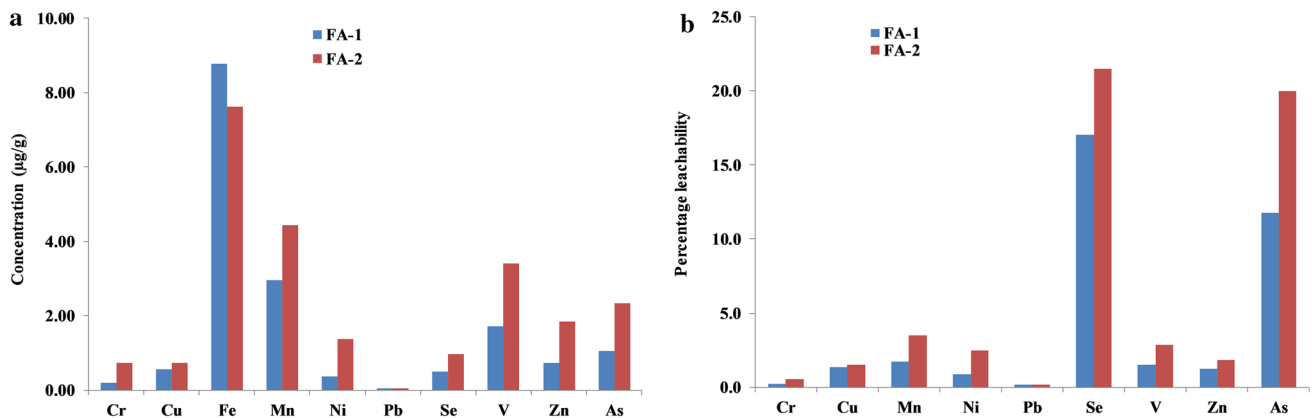 a
Concentration (µg/g)
10.00
8.00
6.00
4.00
2.00
0.00
FA-1
FA-2
Cr Cu Fe Mn Ni Pb Se V Zn As
b
Percentage leachability
25.0
20.0
15.0
10.0
5.0
0.0
FA-1
FA-2
Cr Cu Mn Ni Pb Se V Zn As